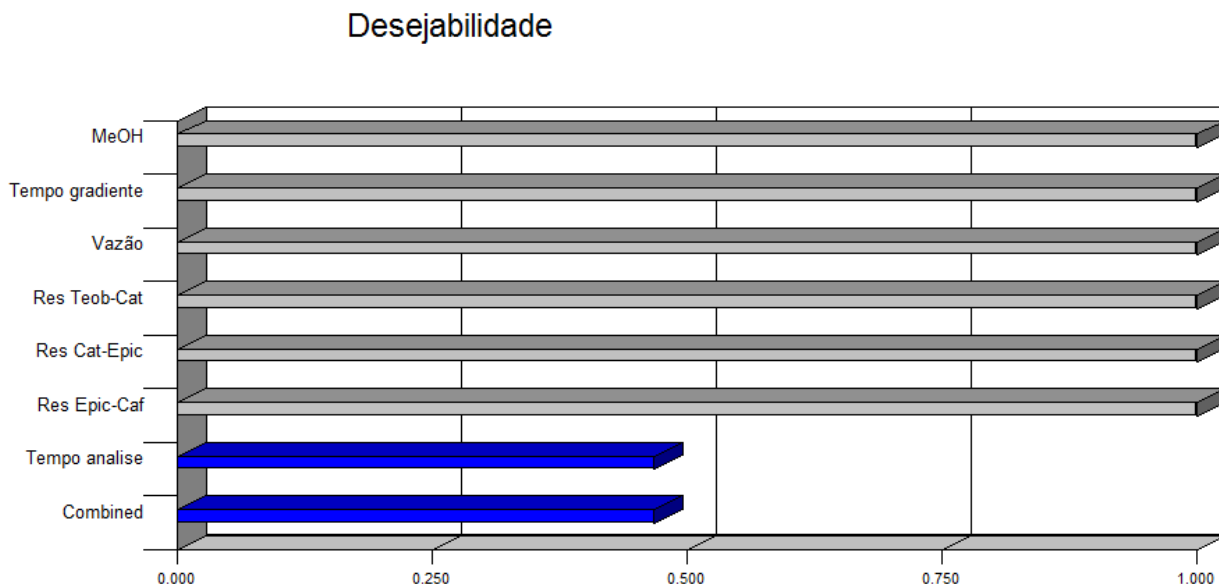 Desejabilidade
MeOH
Tempo gradiente
Vazão
Res Teob-Cat
Res Cat-Epic
Res Epic-Caf
Tempo analise
Combined
0.000 0.250 0.500 0.750 1.000